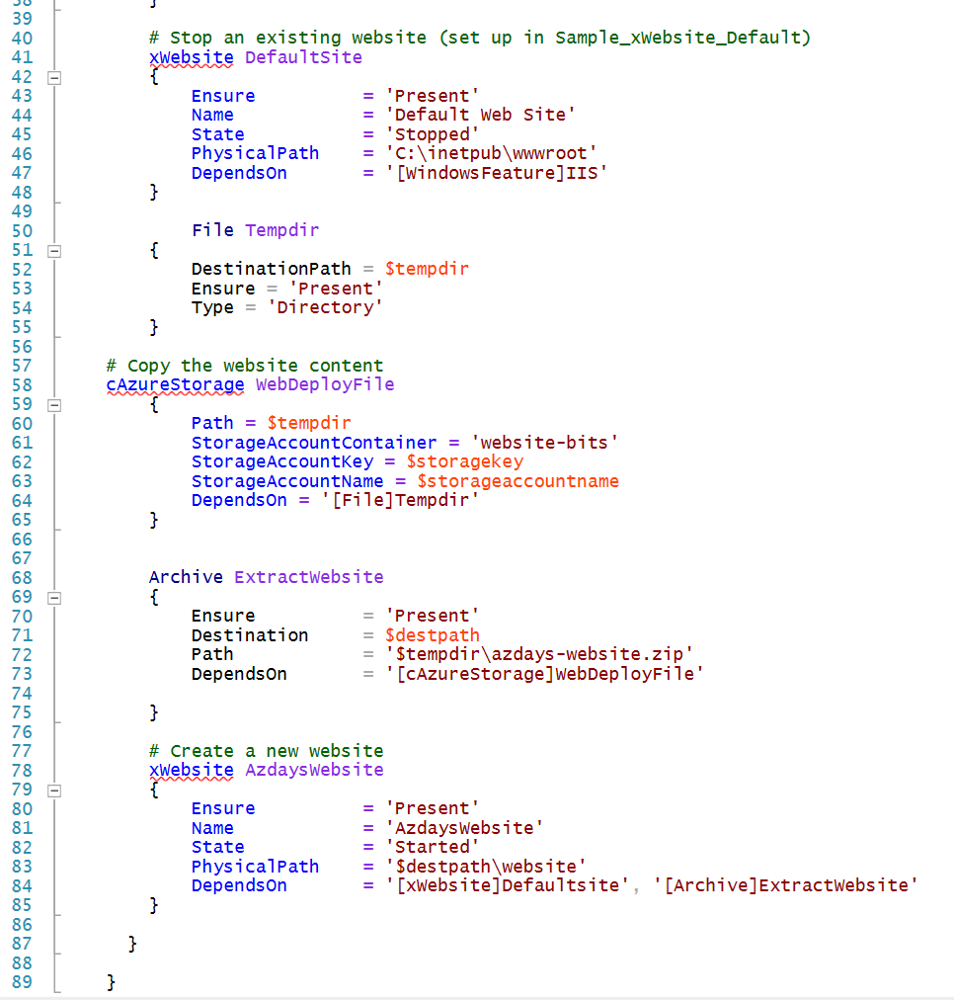 38 }
39
40 # Stop an existing website (set up in Sample_xWebsite_Default)
41 xWebsite DefaultSite
42 {
43 Ensure = 'Present'
44 Name = 'Default Web Site'
45 State = 'Stopped'
46 PhysicalPath = 'C:\inetpub\wwwroot'
47 DependsOn = '[WindowsFeature]IIS'
48 }
49
50 File Tempdir
51 {
52 DestinationPath = $tempdir
53 Ensure = 'Present'
54 Type = 'Directory'
55 }
56
57 # Copy the website content
58 cAzureStorage WebDeployFile
59 {
60 Path = $tempdir
61 StorageAccountContainer = 'website-bits'
62 StorageAccountKey = $storagekey
63 StorageAccountName = $storageaccountname
64 DependsOn = '[File]Tempdir'
65 }
66
67
68 Archive ExtractWebsite
69 {
70 Ensure = 'Present'
71 Destination = $destpath
72 Path = '$tempdir\azdays-website.zip'
73 DependsOn = '[cAzureStorage]WebDeployFile'
74
75 }
76
77 # Create a new website
78 xWebsite AzdaysWebsite
79 {
80 Ensure = 'Present'
81 Name = 'AzdaysWebsite'
82 State = 'Started'
83 PhysicalPath = '$destpath\website'
84 DependsOn = '[xWebsite]Defaultsite', '[Archive]ExtractWebsite'
85 }
86
87 }
88
89 }